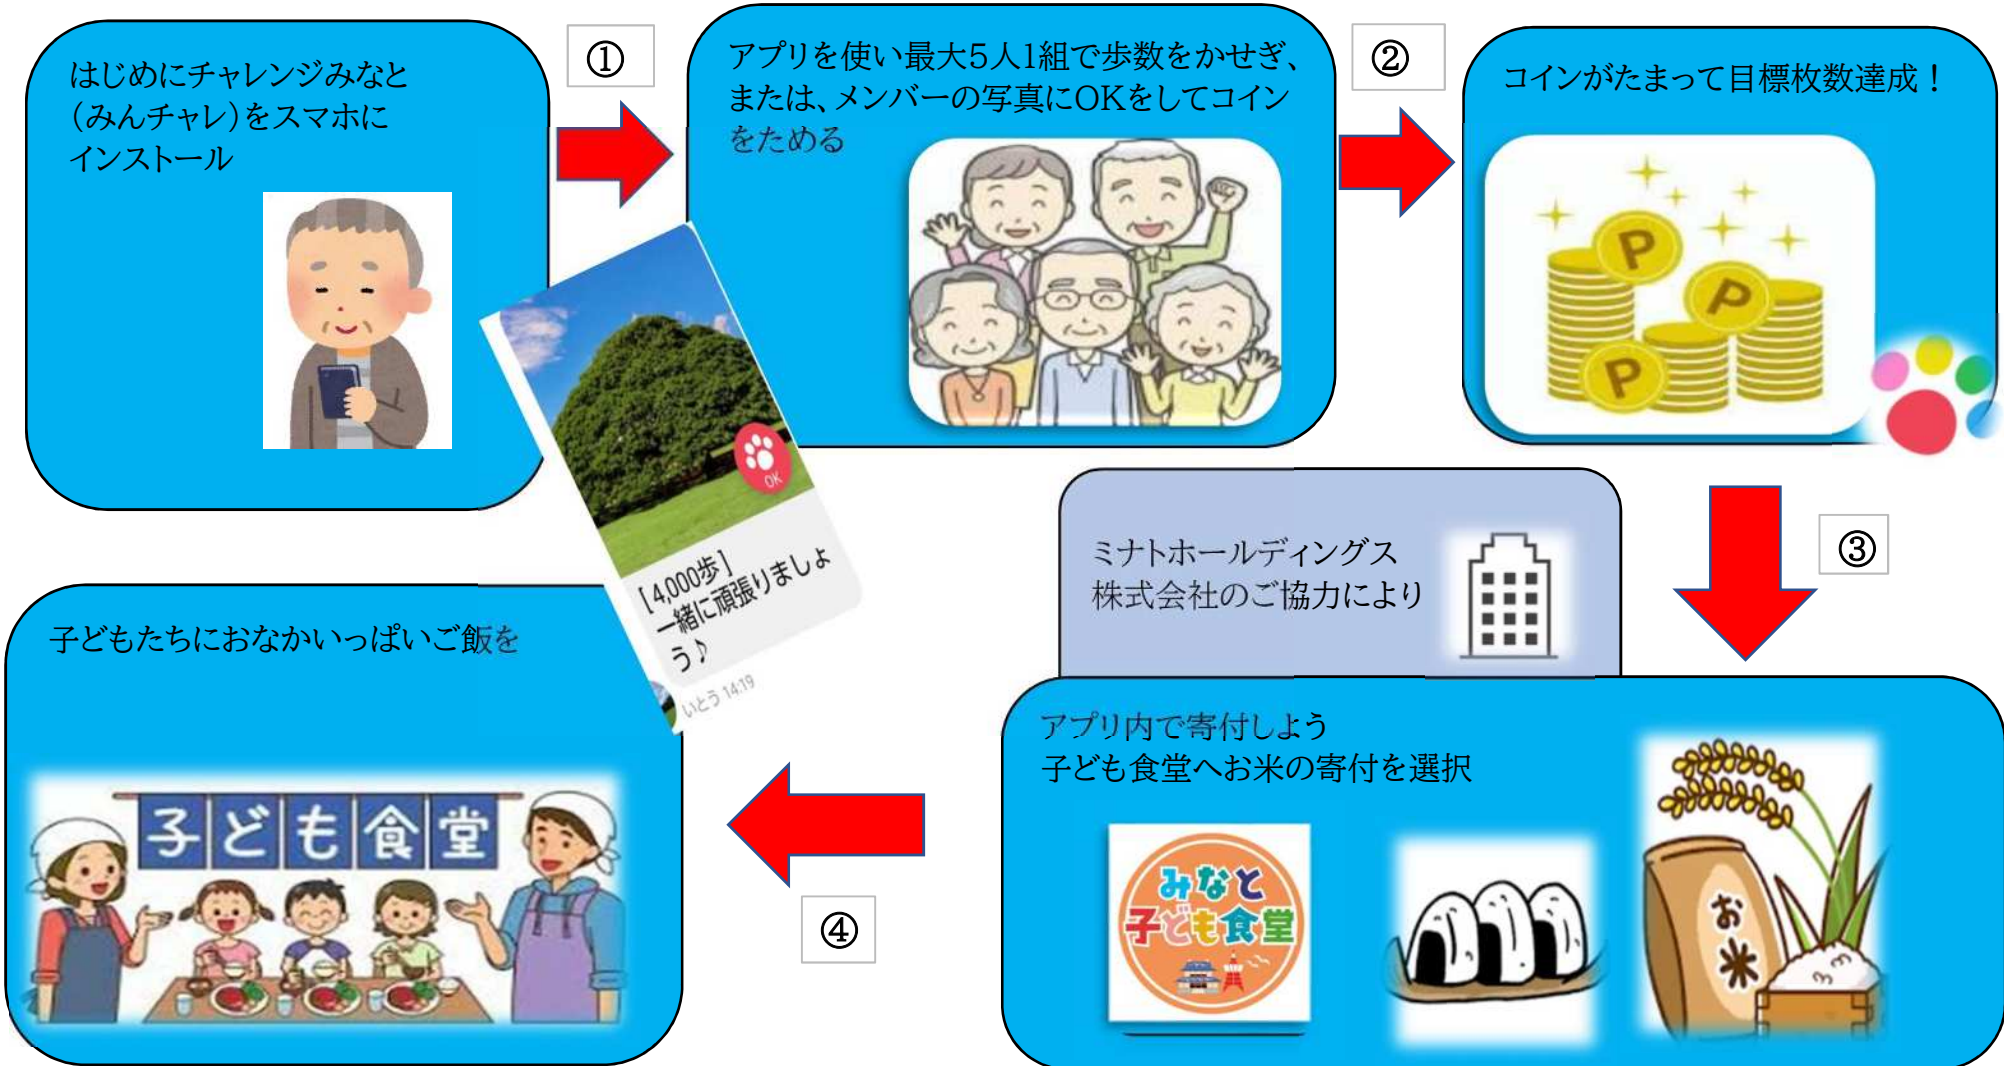 はじめにチャレンジみなと
（みんチャレ）をスマホに
インストール
①
アプリを使い最大5人1組で歩数をかせぎ、
または、メンバーの写真にOKをしてコイン
をためる
②
コインがたまって目標枚数達成！
P
P
P
OK
[4,000歩]
一緒に頑張りましょ
う♪
いとう 14:19
③
ミナトホールディングス
株式会社のご協力により
アプリ内で寄付しよう
子ども食堂へお米の寄付を選択
みなと
子ども食堂
お米
④
子どもたちにおなかいっぱいご飯を
子ども食堂